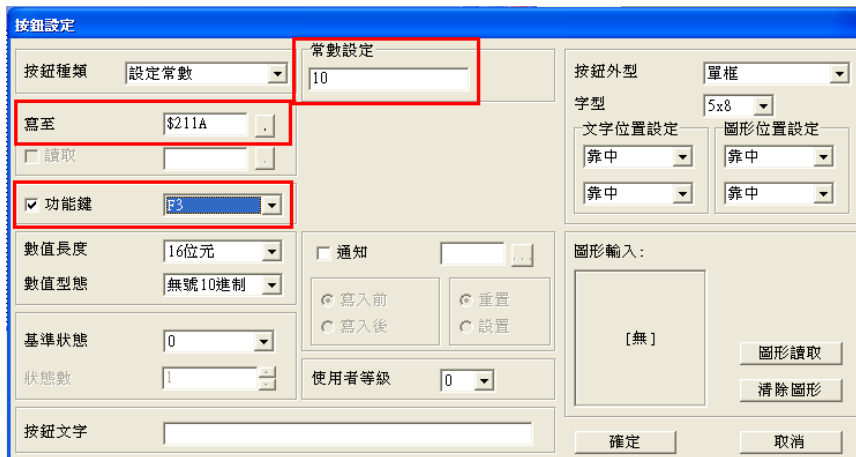 按鈕設定
按鈕種類 設定常數
常數設定
10
寫至 $211A .
讀取 .
功能鍵 F3
數值長度 16位元
數值型態 無號10進制
基準狀態 0
狀態數 1
通知 ...
寫入前 重置
寫入後 設置
使用者等級 0
按鈕文字
按鈕外型 單框
字型 5x8
文字位置設定 圖形位置設定
靠中 靠中
靠中 靠中
圖形輸入:
[無]
圖形讀取
清除圖形
確定 取消